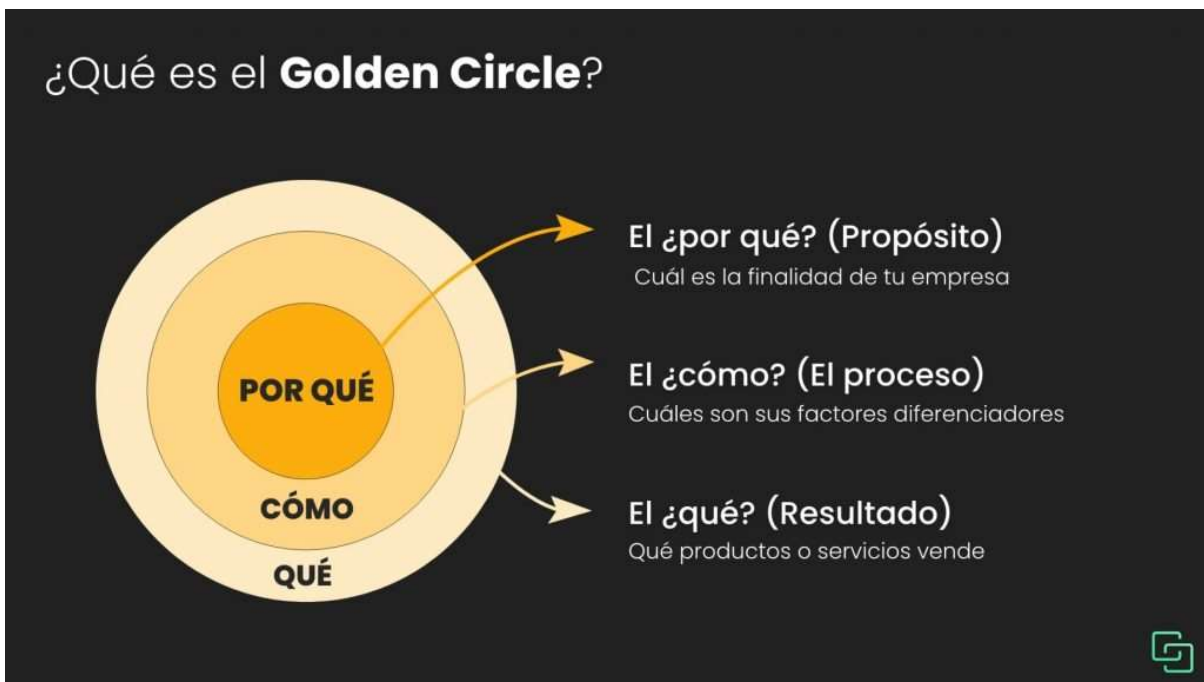 ¿Qué es el Golden Circle?
El ¿por qué? (Propósito)
Cuál es la finalidad de tu empresa
POR QUÉ
El ¿cómo? (El proceso)
Cuáles son sus factores diferenciadores
CÓMO
El ¿qué? (Resultado)
Qué productos o servicios vende
QUÉ